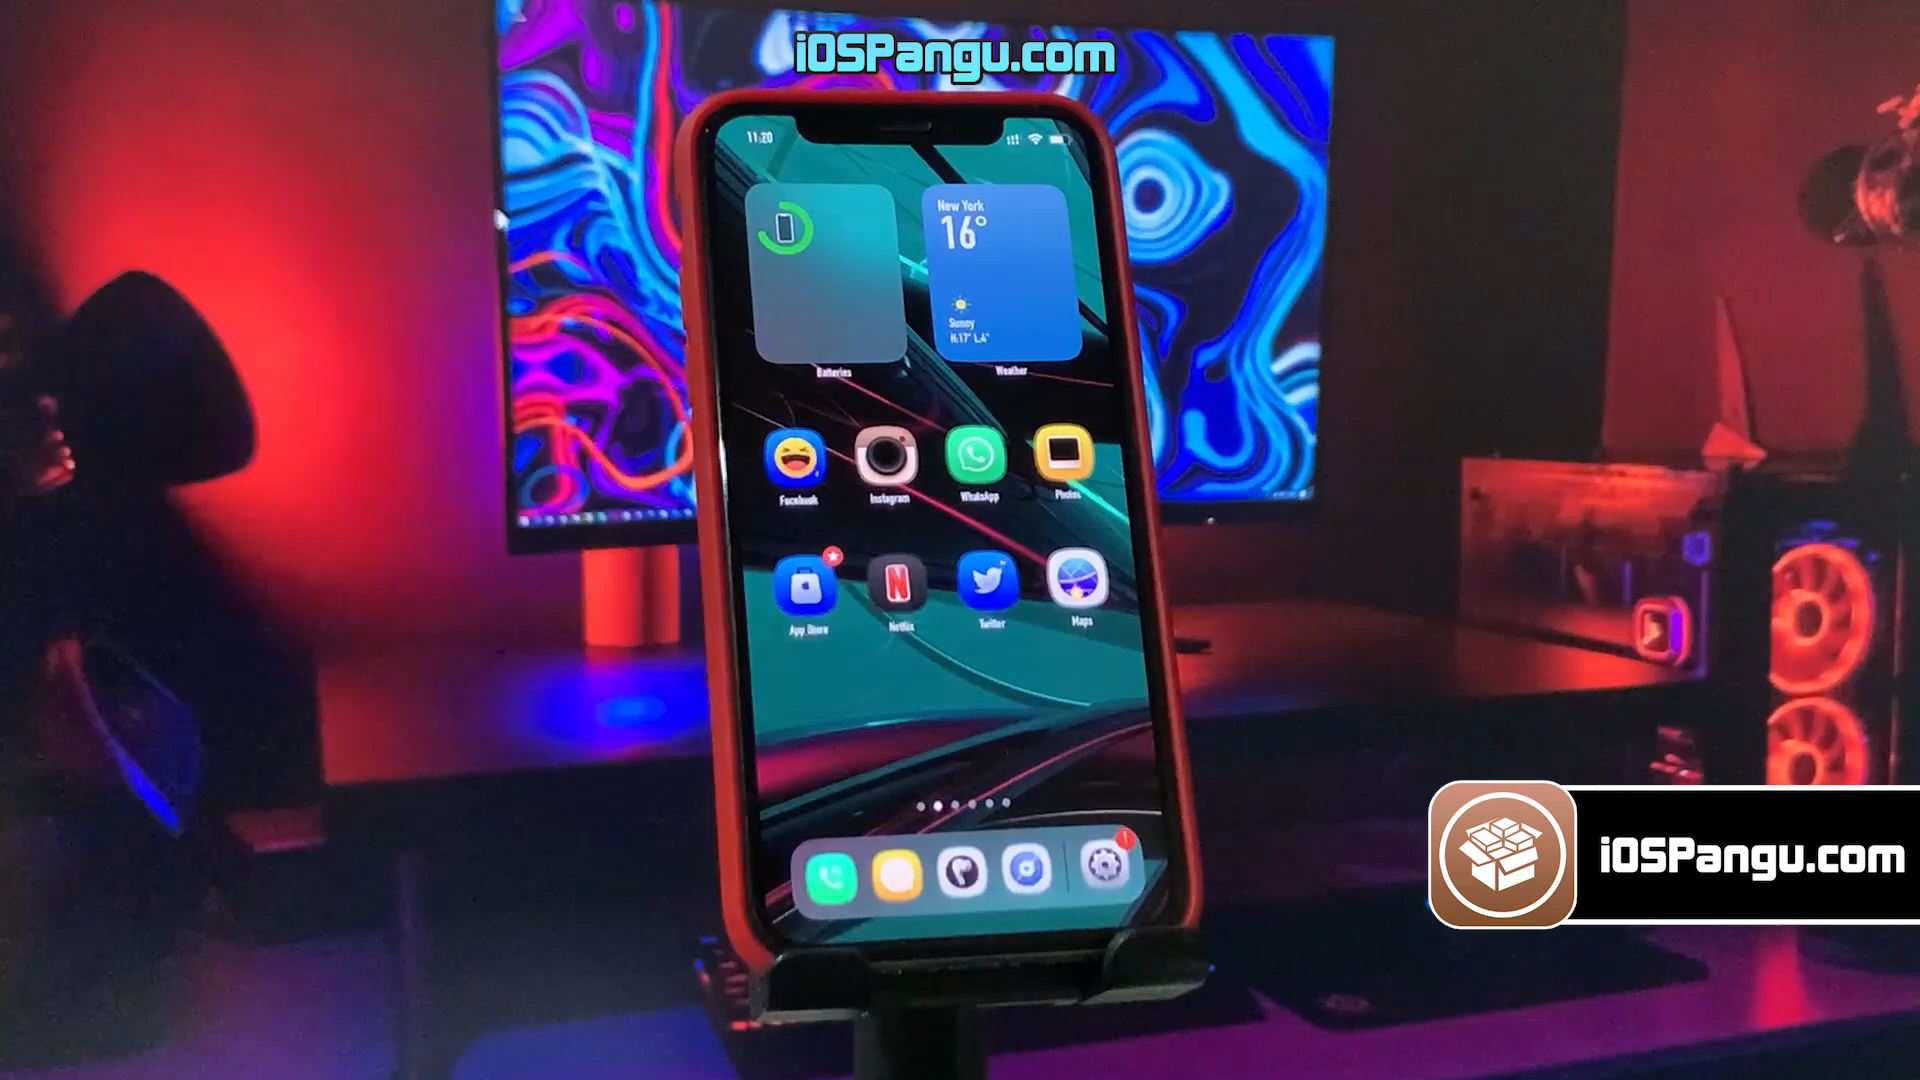 iOSPangu.com
11:20
New York
16°
Sunny
H:17° L:4°
Batteries
Weather
Facebook
Instagram
WhatsApp
Photos
App Store
Netflix
Twitter
Maps
1
iOSPangu.com